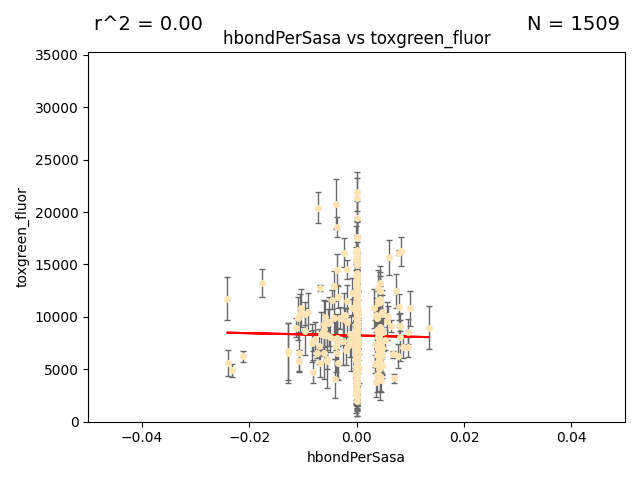 r^2 = 0.00
N = 1509
hbondPerSasa vs toxgreen_fluor
35000
30000
25000
20000
15000
10000
5000
0
toxgreen_fluor
−0.04
−0.02
0.00
0.02
0.04
hbondPerSasa